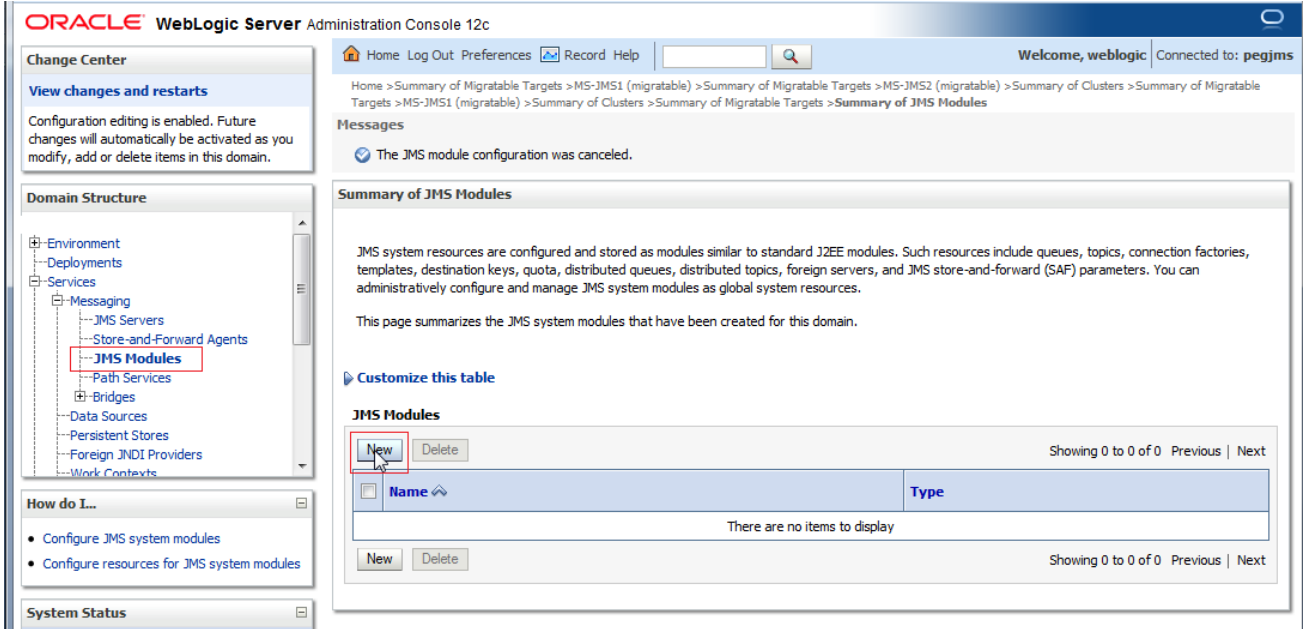 ORACLE WebLogic Server Administration Console 12c
Change Center
View changes and restarts
Configuration editing is enabled. Future
changes will automatically be activated as you
modify, add or delete items in this domain.
Domain Structure
Environment
Deployments
Services
Messaging
JMS Servers
Store-and-Forward Agents
JMS Modules
Path Services
Bridges
Data Sources
Persistent Stores
Foreign JNDI Providers
Work Contexts
How do I...
Configure JMS system modules
Configure resources for JMS system modules
System Status
Home Log Out Preferences Record Help
Welcome, weblogic Connected to: pegjms
Home >Summary of Migratable Targets >MS-JMS1 (migratable) >Summary of Migratable Targets >MS-JMS2 (migratable) >Summary of Clusters >Summary of Migratable
Targets >MS-JMS1 (migratable) >Summary of Clusters >Summary of Migratable Targets >Summary of JMS Modules
Messages
The JMS module configuration was canceled.
Summary of JMS Modules
JMS system resources are configured and stored as modules similar to standard J2EE modules. Such resources include queues, topics, connection factories,
templates, destination keys, quota, distributed queues, distributed topics, foreign servers, and JMS store-and-forward (SAF) parameters. You can
administratively configure and manage JMS system modules as global system resources.
This page summarizes the JMS system modules that have been created for this domain.
Customize this table
JMS Modules
New Delete Showing 0 to 0 of 0 Previous | Next
Name Type
There are no items to display
New Delete Showing 0 to 0 of 0 Previous | Next